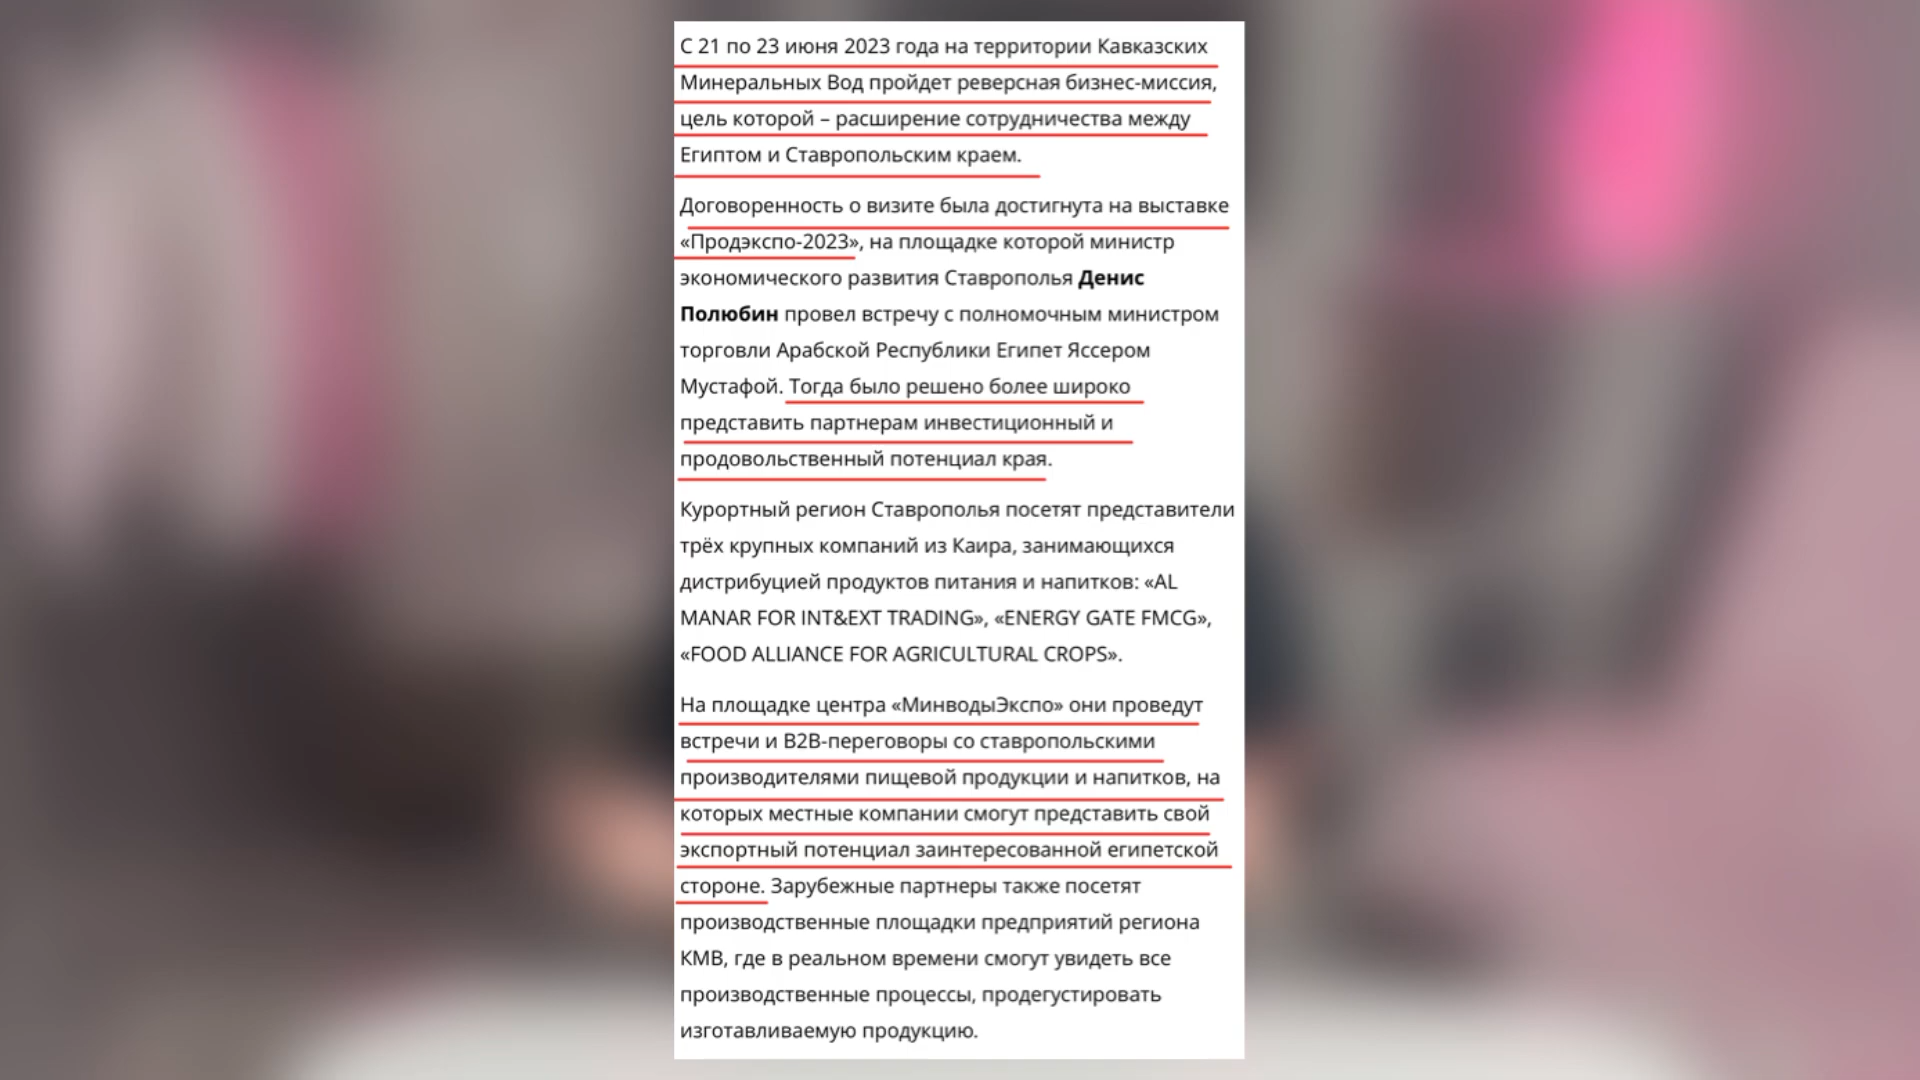 С 21 по 23 июня 2023 года на территории Кавказских
Минеральных Вод пройдет реверсная бизнес-миссия,
цель которой – расширение сотрудничества между
Египтом и Ставропольским краем.
Договоренность о визите была достигнута на выставке
«Продэкспо-2023», на площадке которой министр
экономического развития Ставрополья Денис
Полюбин провел встречу с полномочным министром
торговли Арабской Республики Египет Яссером
Мустафой. Тогда было решено более широко
представить партнерам инвестиционный и
продовольственный потенциал края.
Курортный регион Ставрополья посетят представители
трёх крупных компаний из Каира, занимающихся
дистрибуцией продуктов питания и напитков: «AL
MANAR FOR INT&EXT TRADING», «ENERGY GATE FMCG»,
«FOOD ALLIANCE FOR AGRICULTURAL CROPS».
На площадке центра «МинводыЭкспо» они проведут
встречи и B2B-переговоры со ставропольскими
производителями пищевой продукции и напитков, на
которых местные компании смогут представить свой
экспортный потенциал заинтересованной египетской
стороне. Зарубежные партнеры также посетят
производственные площадки предприятий региона
КМВ, где в реальном времени смогут увидеть все
производственные процессы, продегустировать
изготавливаемую продукцию.